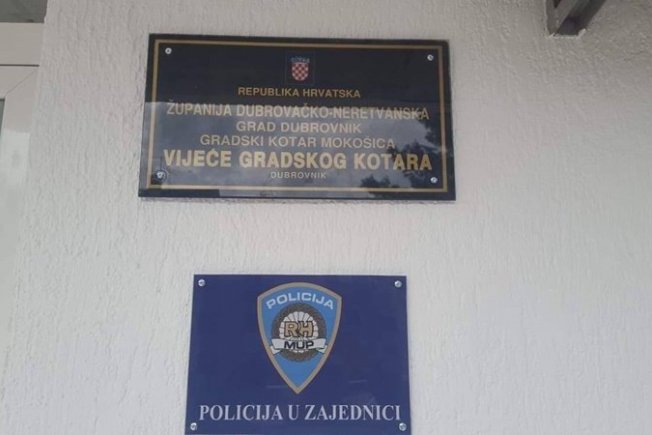 REPUBLIKA HRVATSKA
ŽUPANIJA DUBROVAČKO-NERETVANSKA
GRAD DUBROVNIK
GRADSKI KOTAR MOKOŠICA
VIJEĆE GRADSKOG KOTARA
DUBROVNIK
POLICIJA
RH
MUP
POLICIJA U ZAJEDNICI